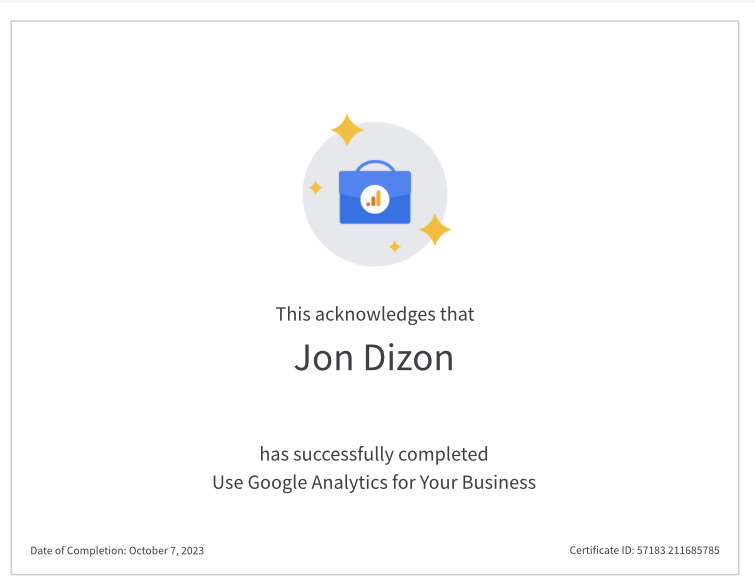 This acknowledges that
Jon Dizon
has successfully completed
Use Google Analytics for Your Business
Date of Completion: October 7, 2023
Certificate ID: 57183 211685785